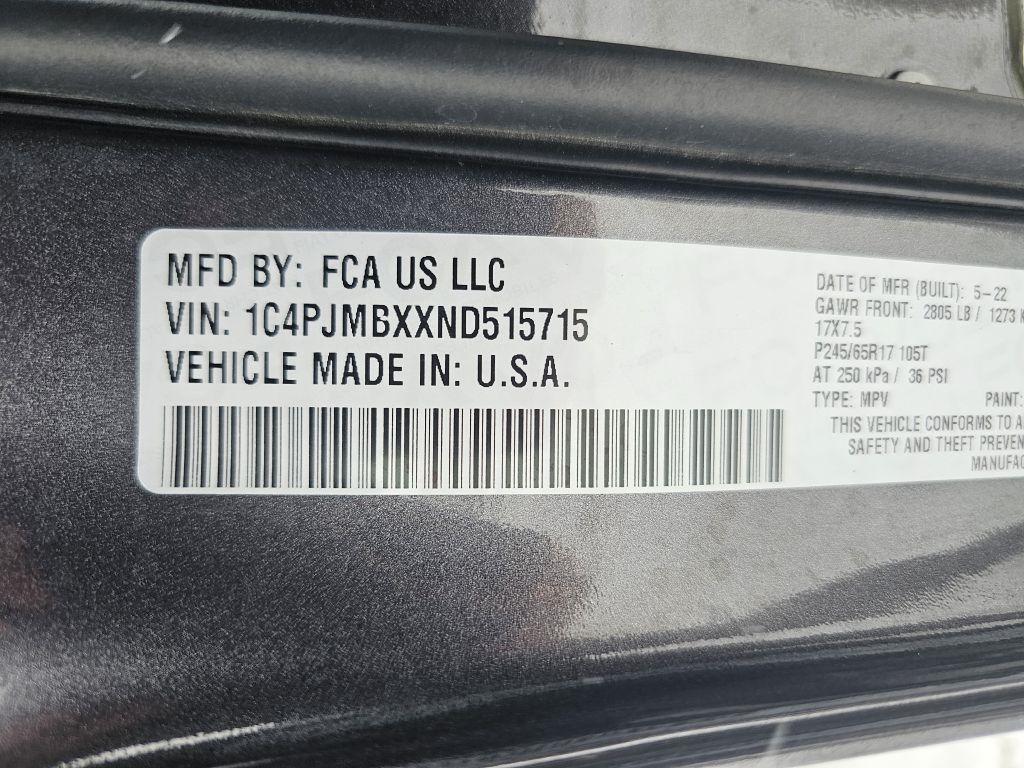 MFD BY: FCA US LLC
VIN: 1C4PJMBXXND515715
VEHICLE MADE IN: U.S.A.
DATE OF MFR (BUILT): 5-22
GAWR FRONT: 2805 LB / 1273
17X7.5
P245/65R17 105T
AT 250 kPa / 36 PSI
TYPE: MPV PAINT:
THIS VEHICLE CONFORMS TO
SAFETY AND THEFT PREVEN
MANUFAC